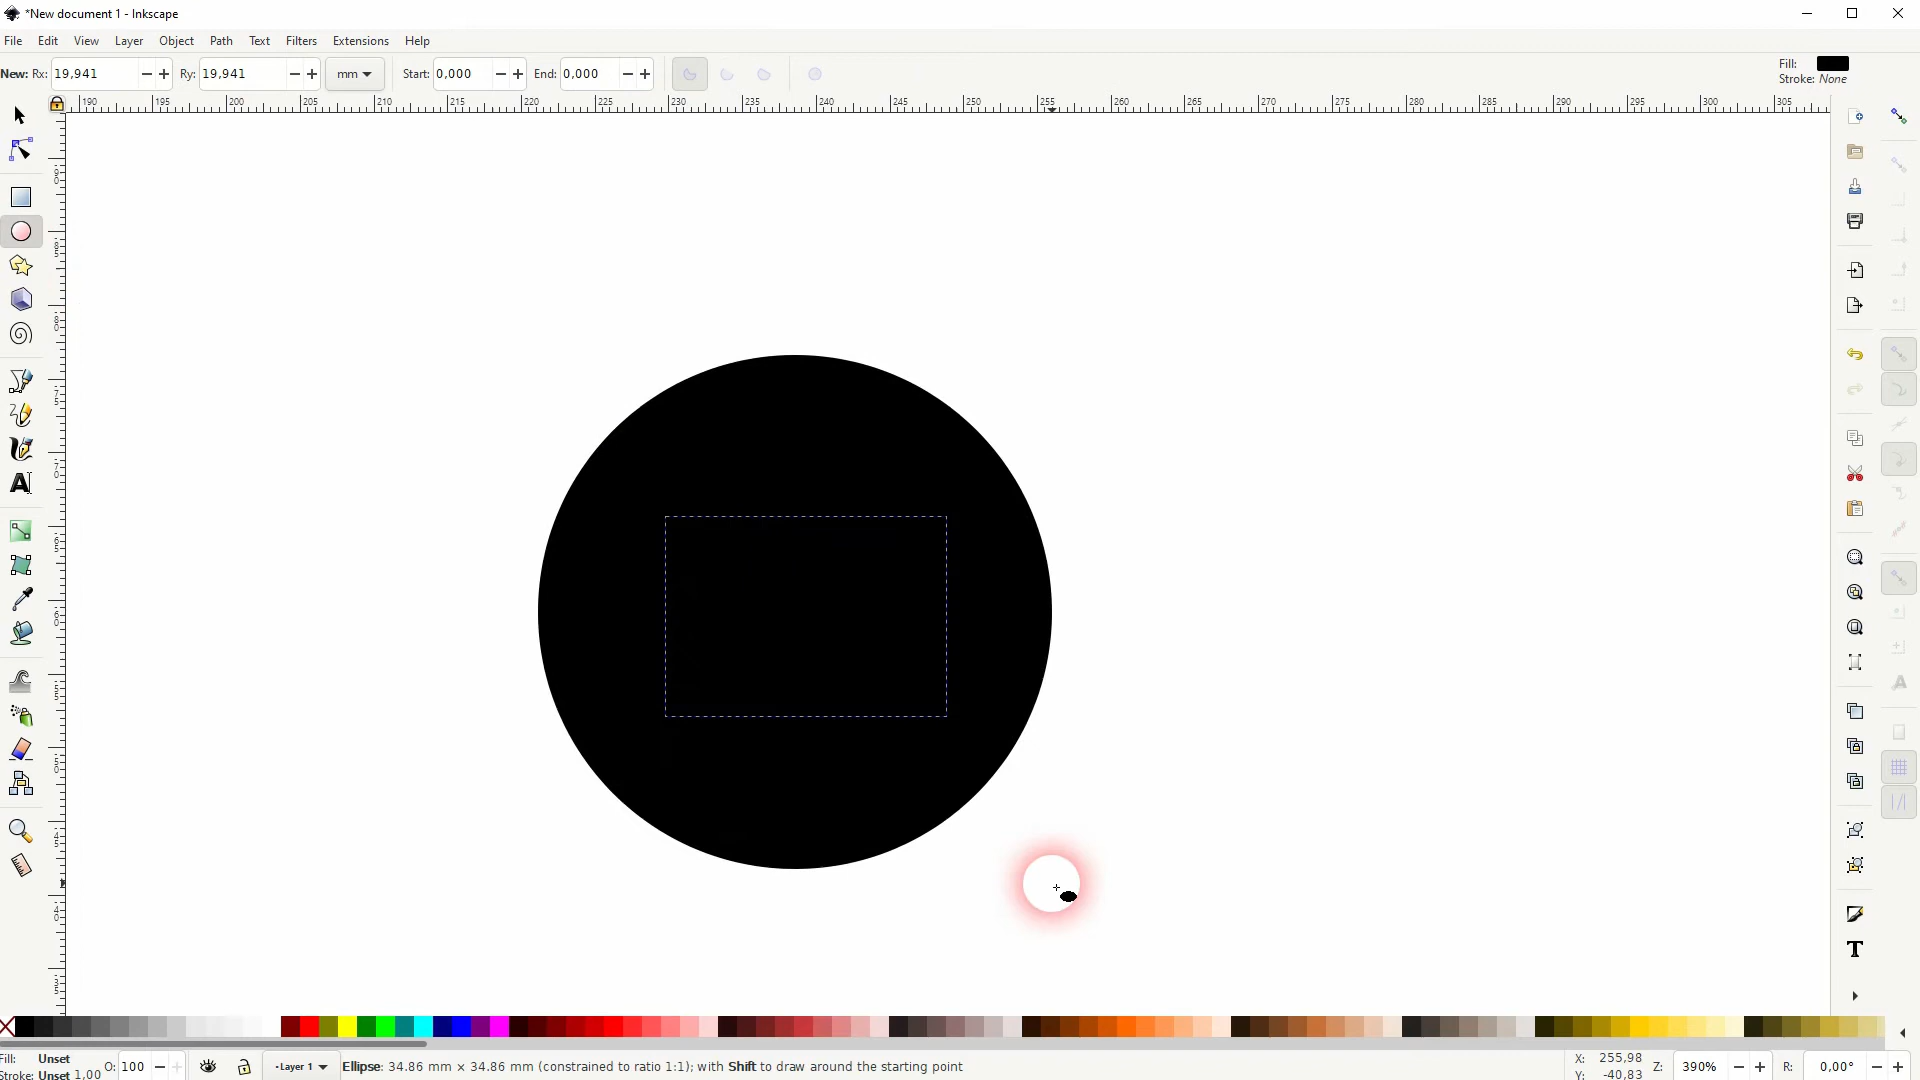 *New document 1 - Inkscape
File Edit View Layer Object Path Text Filters Extensions Help
New: Rx: 19,941 Ry: 19,941 mm Start: 0,000 End: 0,000
Fill:
Stroke: None
190 195 200 205 210 215 220 225 230 235 240 245 250 255 260 265 270 275 280 285 290 295 300 305
Fill: Unset O: 100 Layer 1 Ellipse: 34.86 mm × 34.86 mm (constrained to ratio 1:1); with Shift to draw around the starting point X: 255,98 Z: 390% R: 0,00°
Stroke: Unset 1,00 Y: -40,83